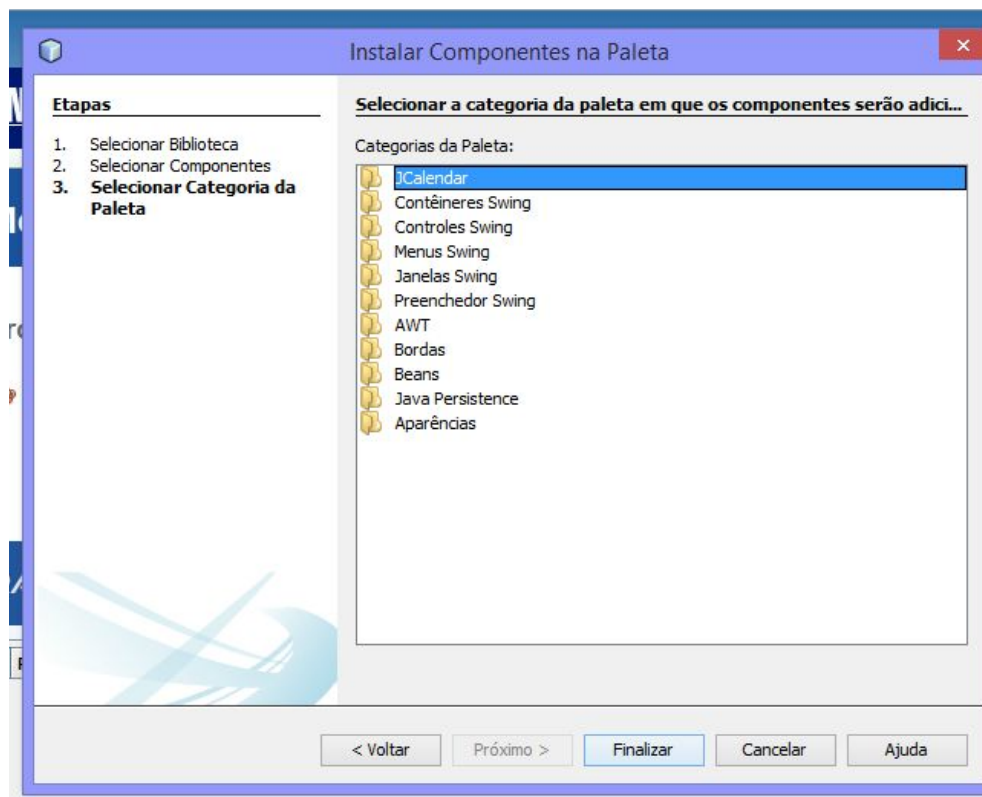 Instalar Componentes na Paleta
Etapas
1. Selecionar Biblioteca
2. Selecionar Componentes
3. Selecionar Categoria da
Paleta
Selecionar a categoria da paleta em que os componentes serão adici...
Categorias da Paleta:
JCalendar
Contêineres Swing
Controles Swing
Menus Swing
Janelas Swing
Preenchedor Swing
AWT
Bordas
Beans
Java Persistence
Aparências
< Voltar
Próximo >
Finalizar
Cancelar
Ajuda